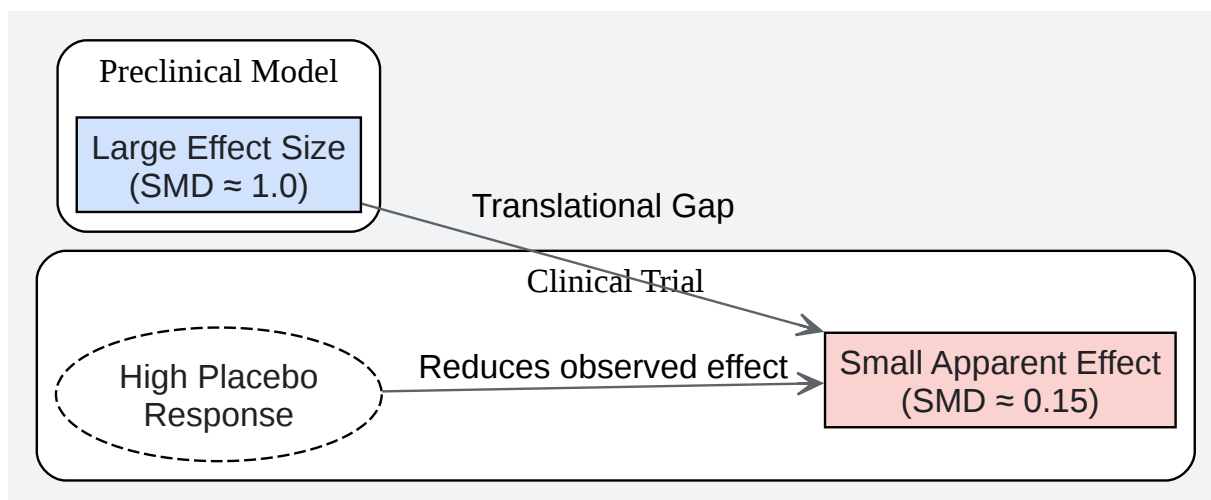 Preclinical Model
Large Effect Size
(SMD ≈ 1.0)
Translational Gap
Clinical Trial
High Placebo
Response
Reduces observed effect
Small Apparent Effect
(SMD ≈ 0.15)